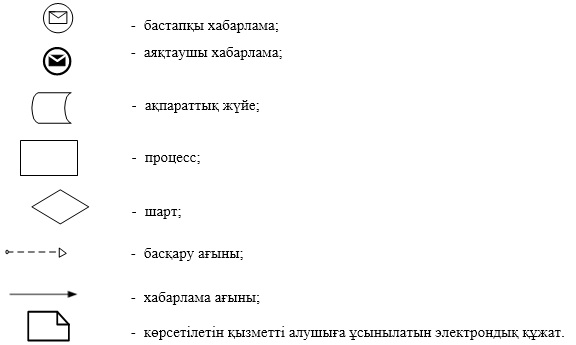 - бастапқы хабарлама;
- аяқтаушы хабарлама;
- ақпараттық жүйе;
- процесс;
- шарт;
- басқару ағыны;
- хабарлама ағыны;
- көрсетілетін қызметті алушыға ұсынылатын электрондық құжат.